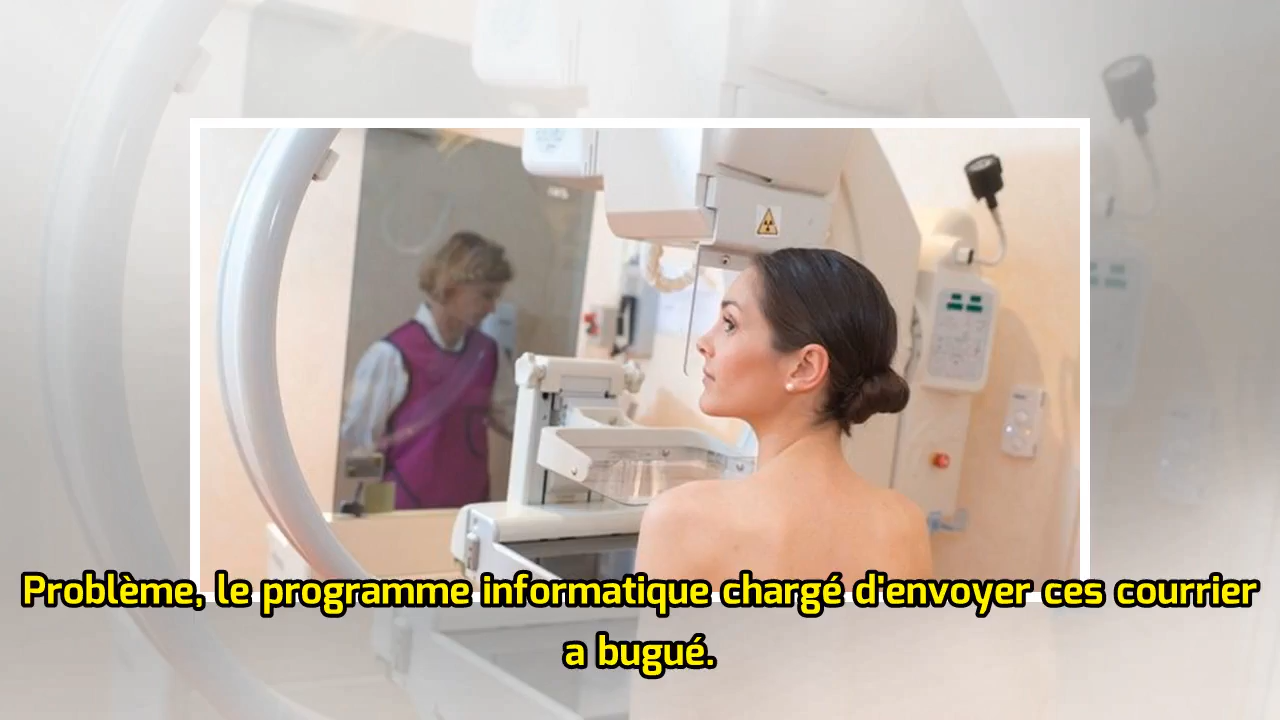 Problème, le programme informatique chargé d'envoyer ces courrier
a bugué.